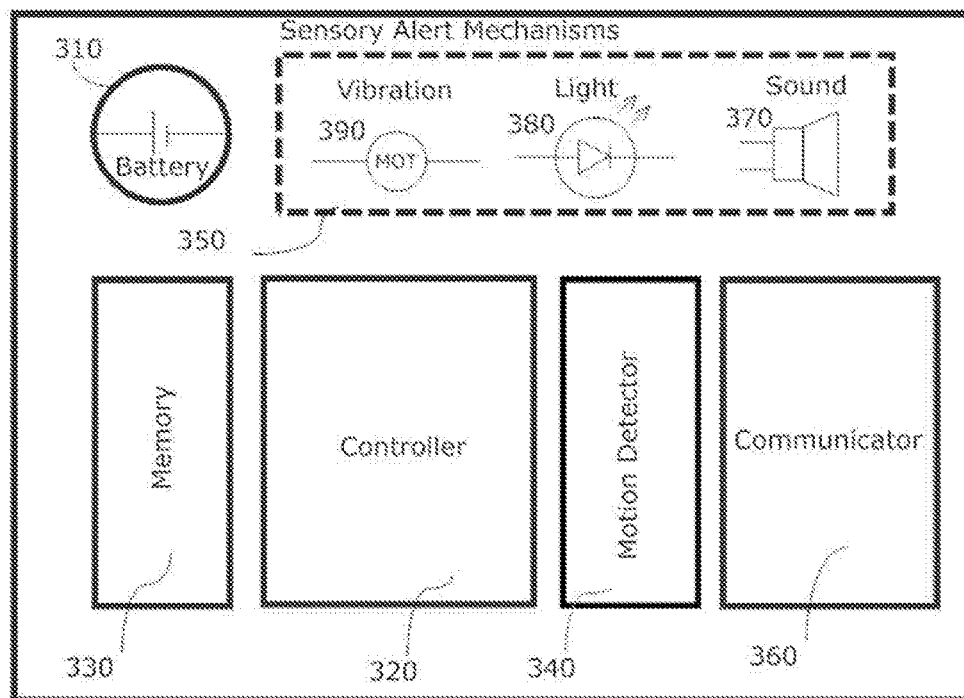 Sensory Alert Mechanisms
310
Vibration
Light
Sound
390
380
370
MOT
Battery
350
Memory
Controller
Motion Detector
Communicator
330
320
340
360